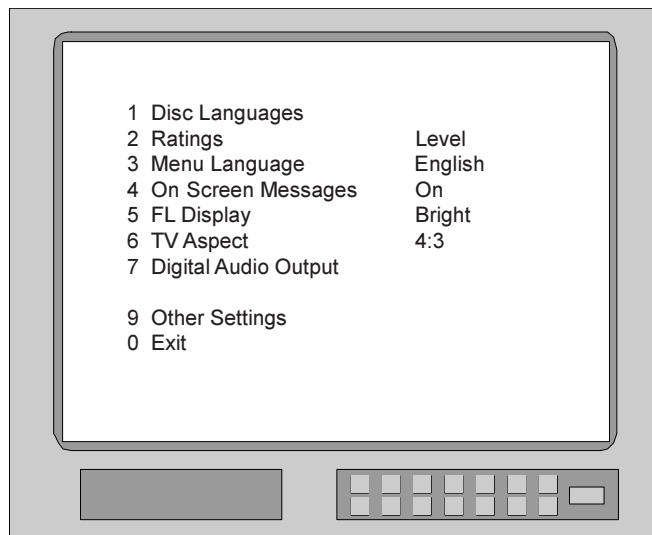 1 Disc Languages
2 Ratings Level
3 Menu Language English
4 On Screen Messages On
5 FL Display Bright
6 TV Aspect 4:3
7 Digital Audio Output
9 Other Settings
0 Exit